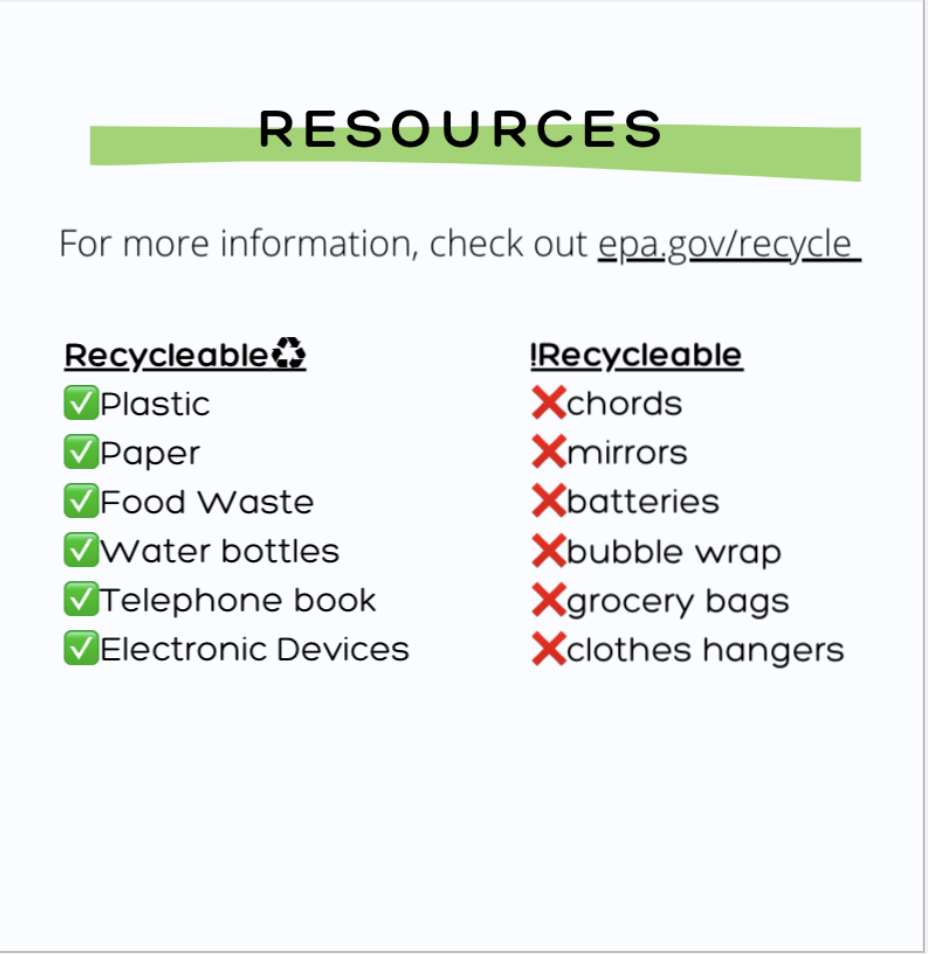 RESOURCES
For more information, check out epa.gov/recycle
Recycleable♻
✅Plastic
✅Paper
✅Food Waste
✅Water bottles
✅Telephone book
✅Electronic Devices
!Recycleable
❌chords
❌mirrors
❌batteries
❌bubble wrap
❌grocery bags
❌clothes hangers